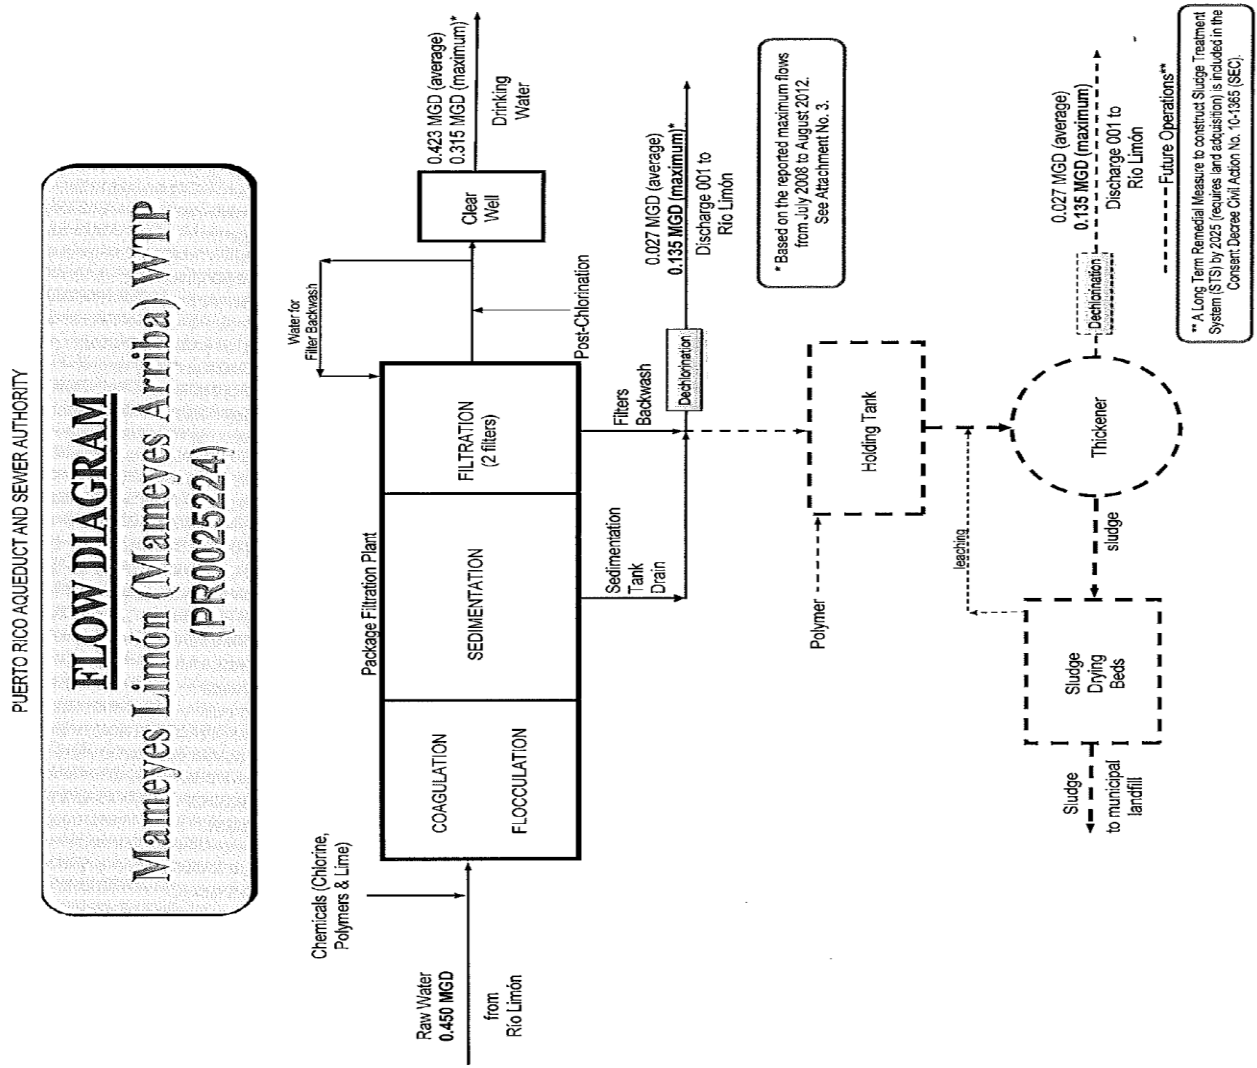 PUERTO RICO AQUEDUCT AND SEWER AUTHORITY
FLOW DIAGRAM
Mameyes Limón (Mameyes Arriba) WTP
(PR0025224)
Chemicals (Chlorine,
Polymers & Lime)
Raw Water
0.450 MGD
from
Río Limón
Package Filtration Plant
COAGULATION
FLOCCULATION
SEDIMENTATION
FILTRATION
(2 filters)
Water for
Filter Backwash
Post-Chlorination
Clear
Well
0.423 MGD (average)
0.315 MGD (maximum)*
Drinking
Water
Sedimentation
Tank
Drain
Filters
Backwash
Dechlorination
0.027 MGD (average)
0.135 MGD (maximum)*
Discharge 001 to
Río Limón
* Based on the reported maximum flows
from July 2008 to August 2012.
See Attachment No. 3.
Polymer
Holding Tank
leaching
Thickener
sludge
Sludge
Drying
Beds
Sludge
to municipal
landfill
Dechlorination
0.027 MGD (average)
0.135 MGD (maximum)
Discharge 001 to
Río Limón
Future Operations**
** A Long Term Remedial Measure to construct Sludge Treatment
System (STS) by 2025 (requires land adquisition) is included in the
Consent Decree Civil Action No. 10-1365 (SEC).